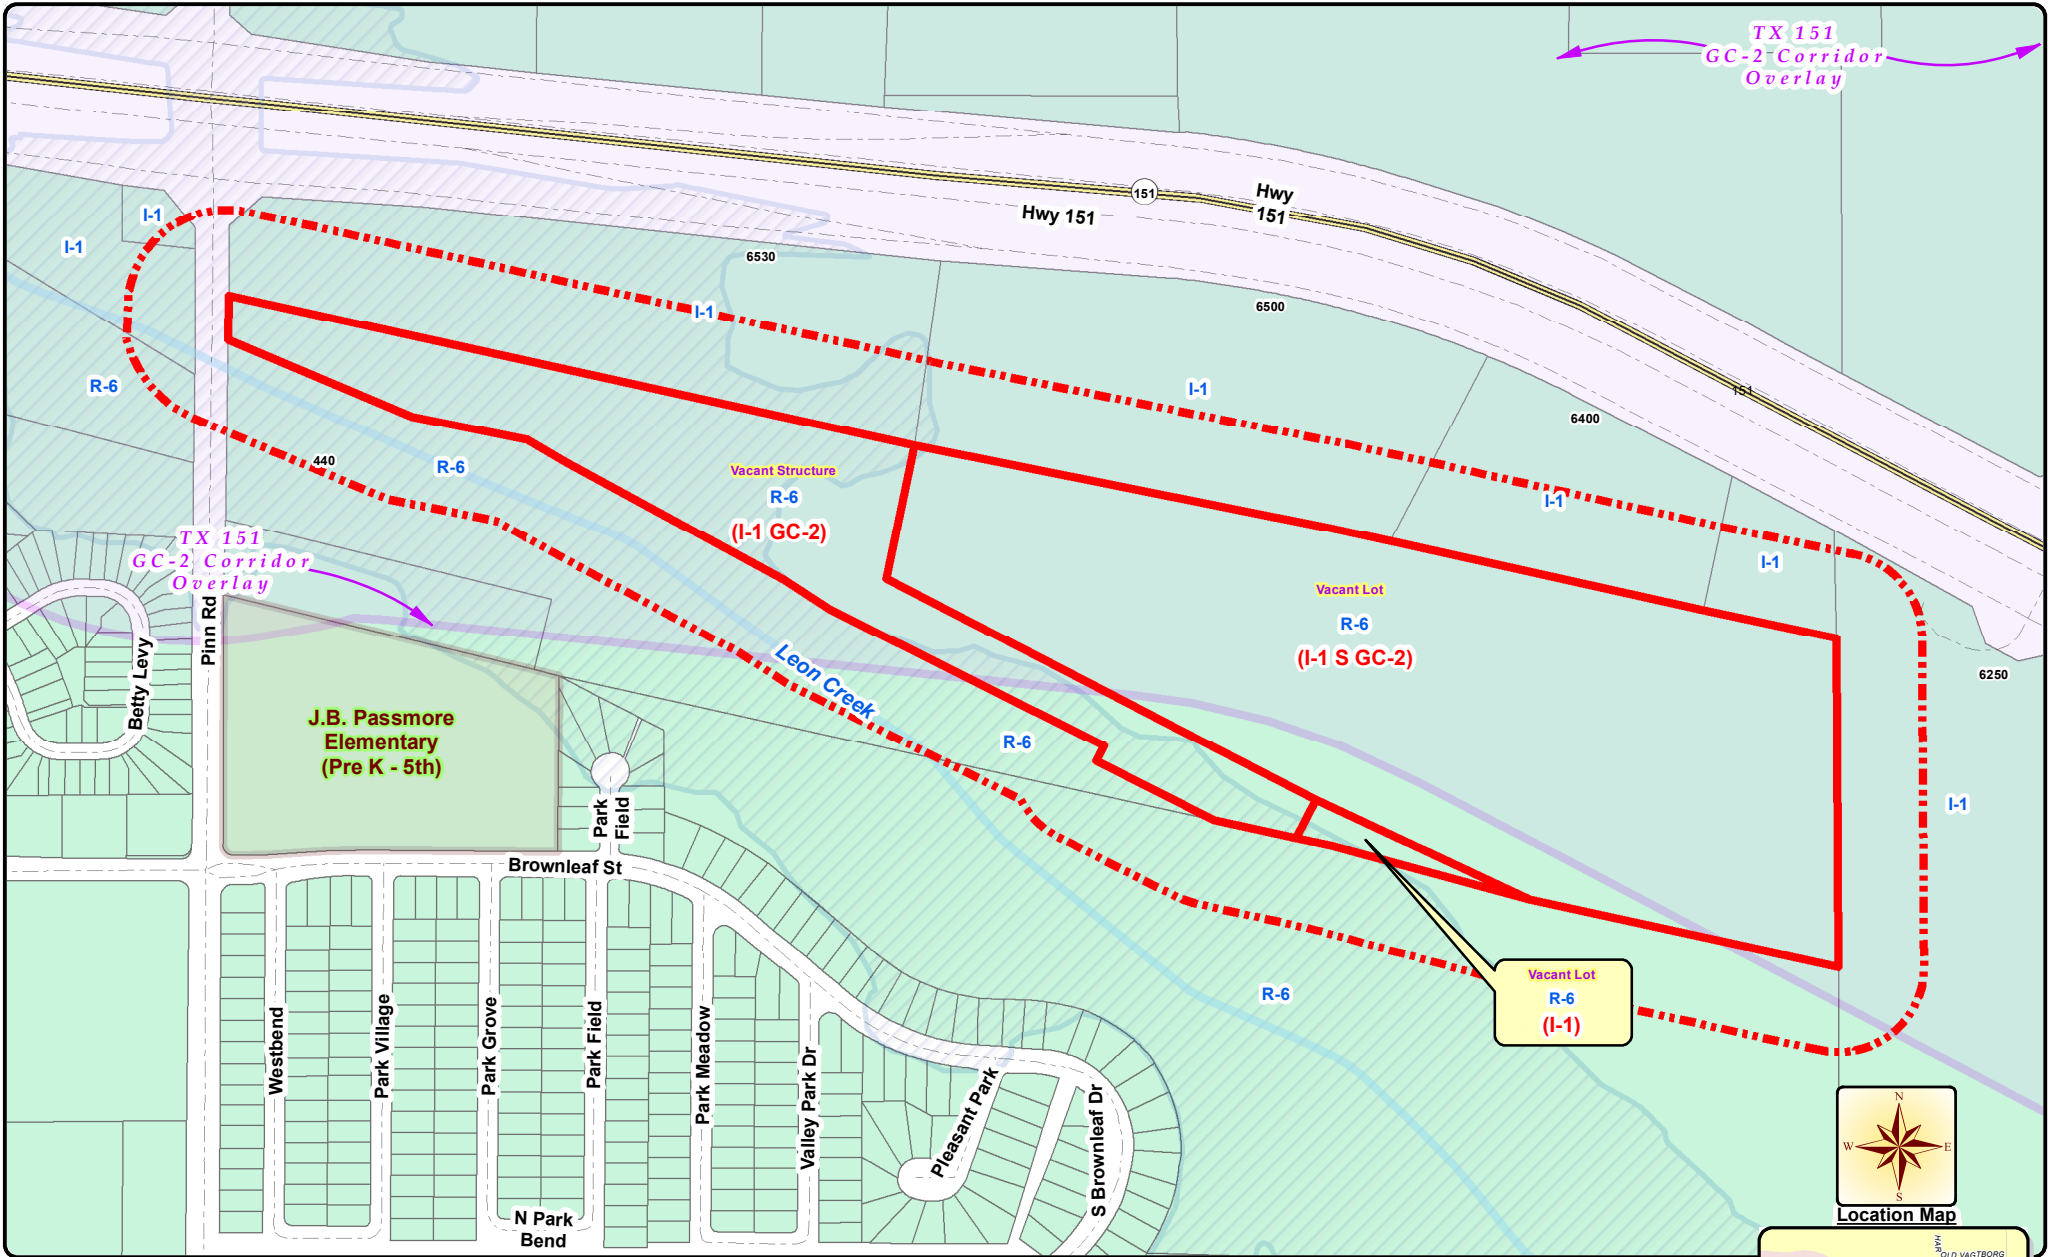 TX 151
GC-2 Corridor
Overlay
151
Hwy 151
Hwy
151
I-1
I-1
6530
6500
I-1
I-1
151
R-6
6400
440
R-6
Vacant Structure
R-6
(I-1 GC-2)
I-1
I-1
TX 151
GC-2 Corridor
Overlay
Vacant Lot
R-6
(I-1 S GC-2)
Pinn Rd
Betty Levy
Leon Creek
6250
J.B. Passmore
Elementary
(Pre K - 5th)
R-6
I-1
Park
Field
Brownleaf St
Vacant Lot
R-6
(I-1)
R-6
Westbend
Park Village
Park Grove
Park Field
Park Meadow
Valley Park Dr
Pleasant Park
S Brownleaf Dr
N Park
Bend
N
W
E
S
Location Map
HAR
OLD VAGTBORG